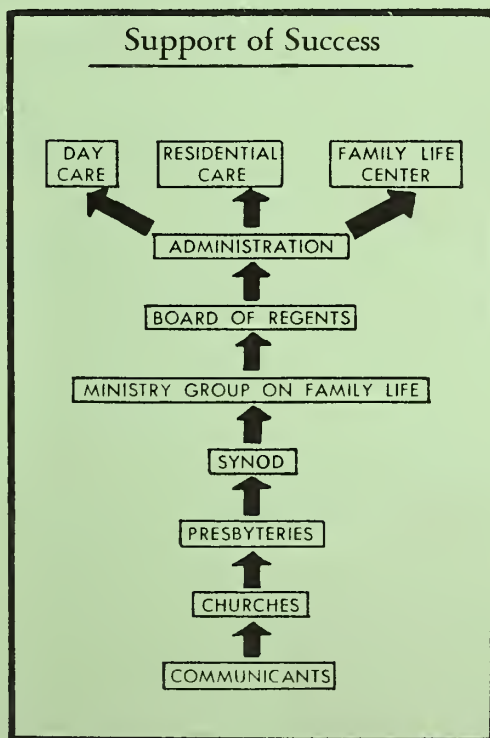 Support of Success
DAY
CARE
RESIDENTIAL
CARE
FAMILY LIFE
CENTER
ADMINISTRATION
BOARD OF REGENTS
MINISTRY GROUP ON FAMILY LIFE
SYNOD
PRESBYTERIES
CHURCHES
COMMUNICANTS